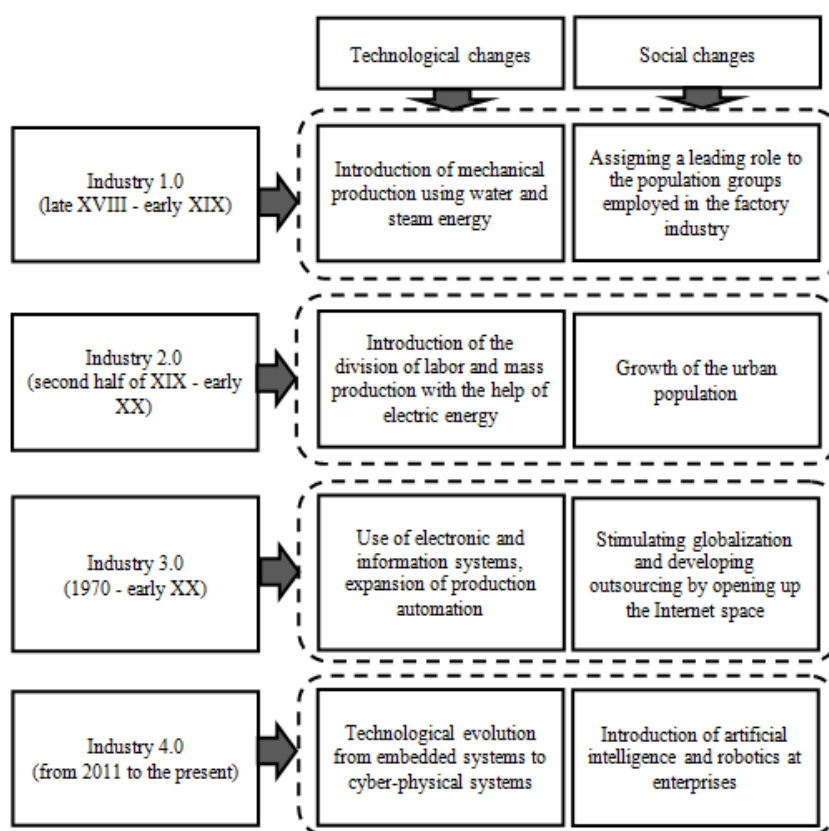 Technological changes
Social changes
Industry 1.0
(late XVIII - early XIX)
Introduction of mechanical
production using water and
steam energy
Assigning a leading role to
the population groups
employed in the factory
industry
Industry 2.0
(second half of XIX - early
XX)
Introduction of the
division of labor and mass
production with the help of
electric energy
Growth of the urban
population
Industry 3.0
(1970 - early XX)
Use of electronic and
information systems,
expansion of production
automation
Stimulating globalization
and developing
outsourcing by opening up
the Internet space
Industry 4.0
(from 2011 to the present)
Technological evolution
from embedded systems to
cyber-physical systems
Introduction of artificial
intelligence and robotics at
enterprises